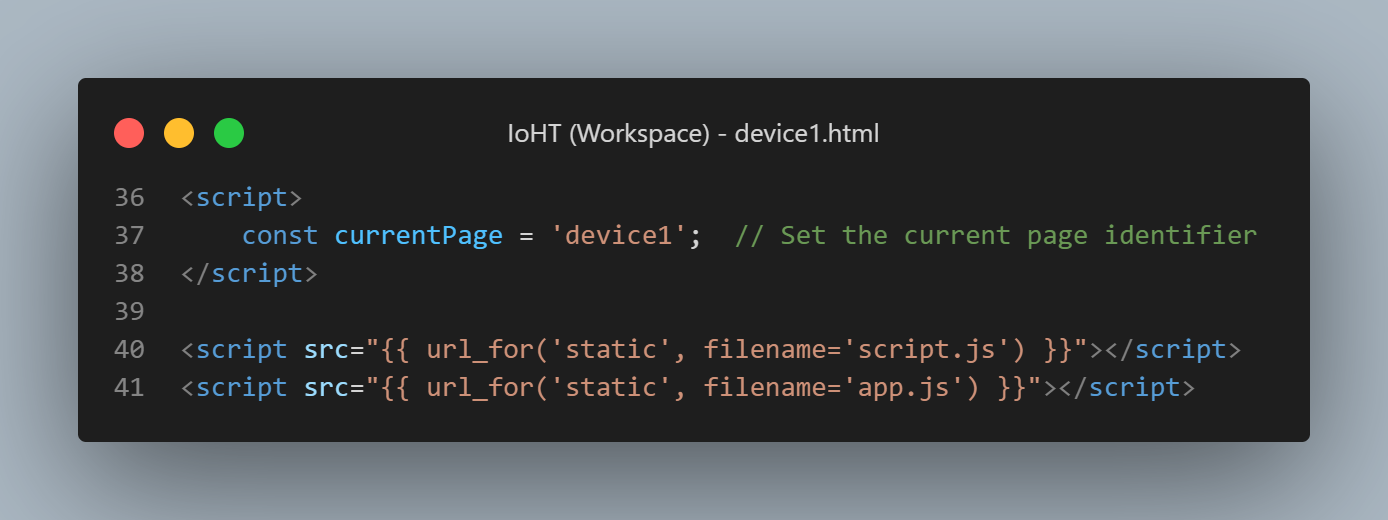 IoHT (Workspace) - device1.html
36 <script>
37     const currentPage = 'device1';  // Set the current page identifier
38 </script>
39
40 <script src="{{ url_for('static', filename='script.js') }}"></script>
41 <script src="{{ url_for('static', filename='app.js') }}"></script>